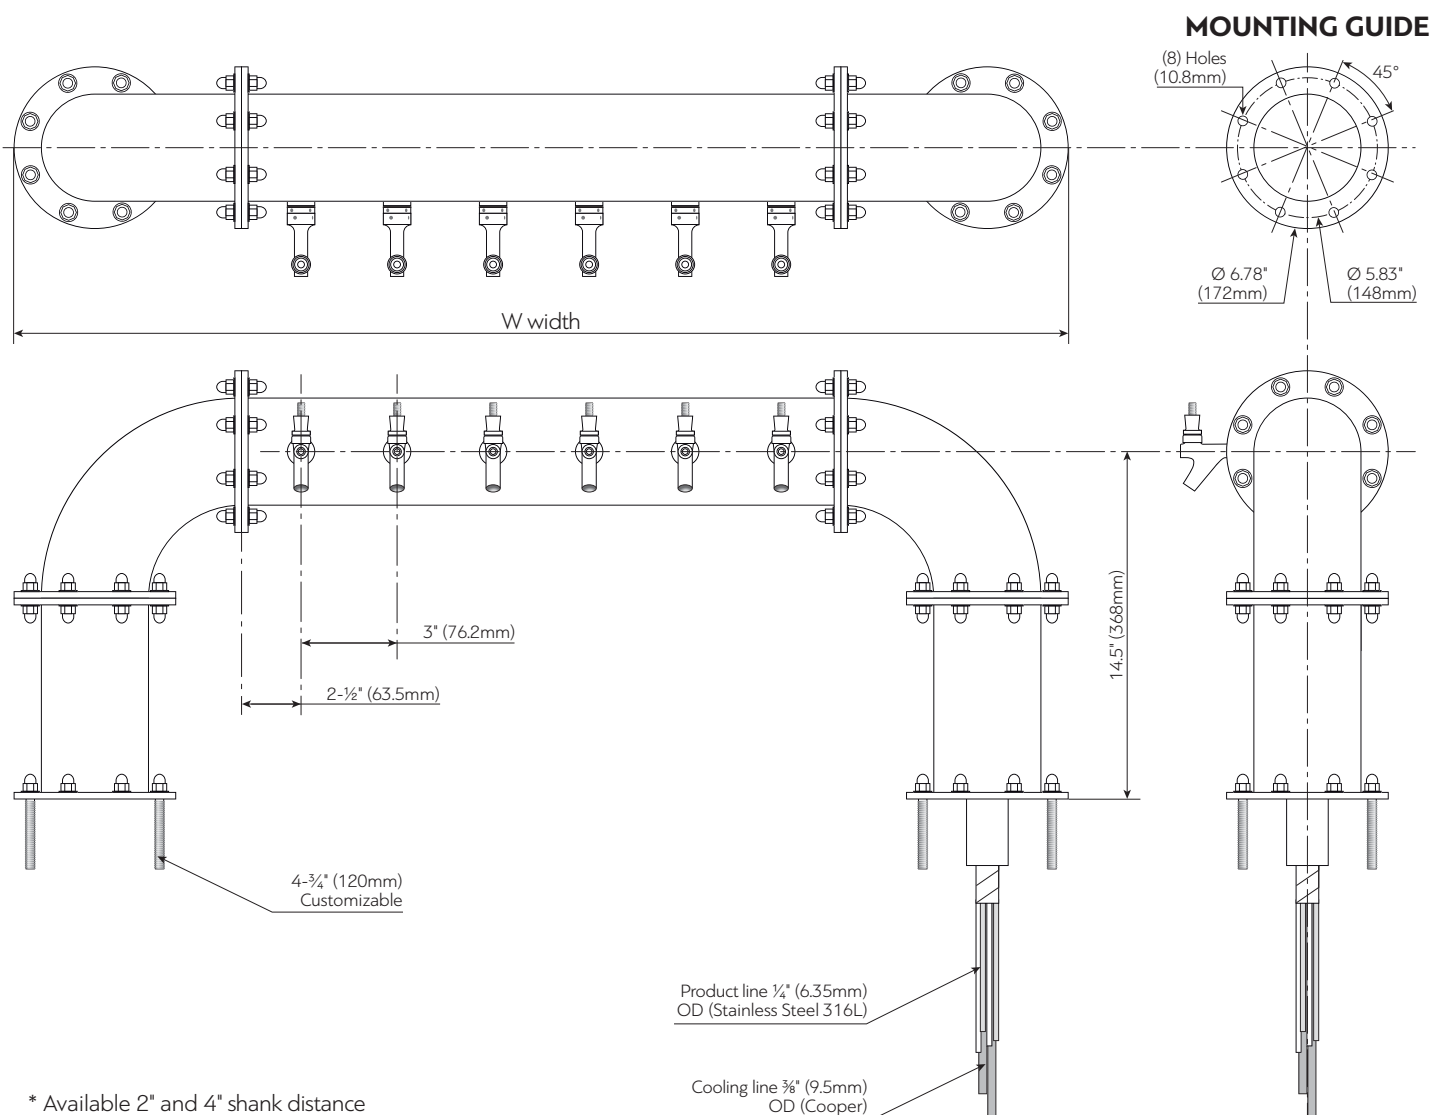 MOUNTING GUIDE
(8) Holes
(10.8mm)
45°
Ø 6.78"
(172mm)
Ø 5.83"
(148mm)
W width
3" (76.2mm)
2-½" (63.5mm)
14.5" (368mm)
4-¾" (120mm)
Customizable
Product line ¼" (6.35mm)
OD (Stainless Steel 316L)
Cooling line ⅜" (9.5mm)
OD (Cooper)
* Available 2" and 4" shank distance